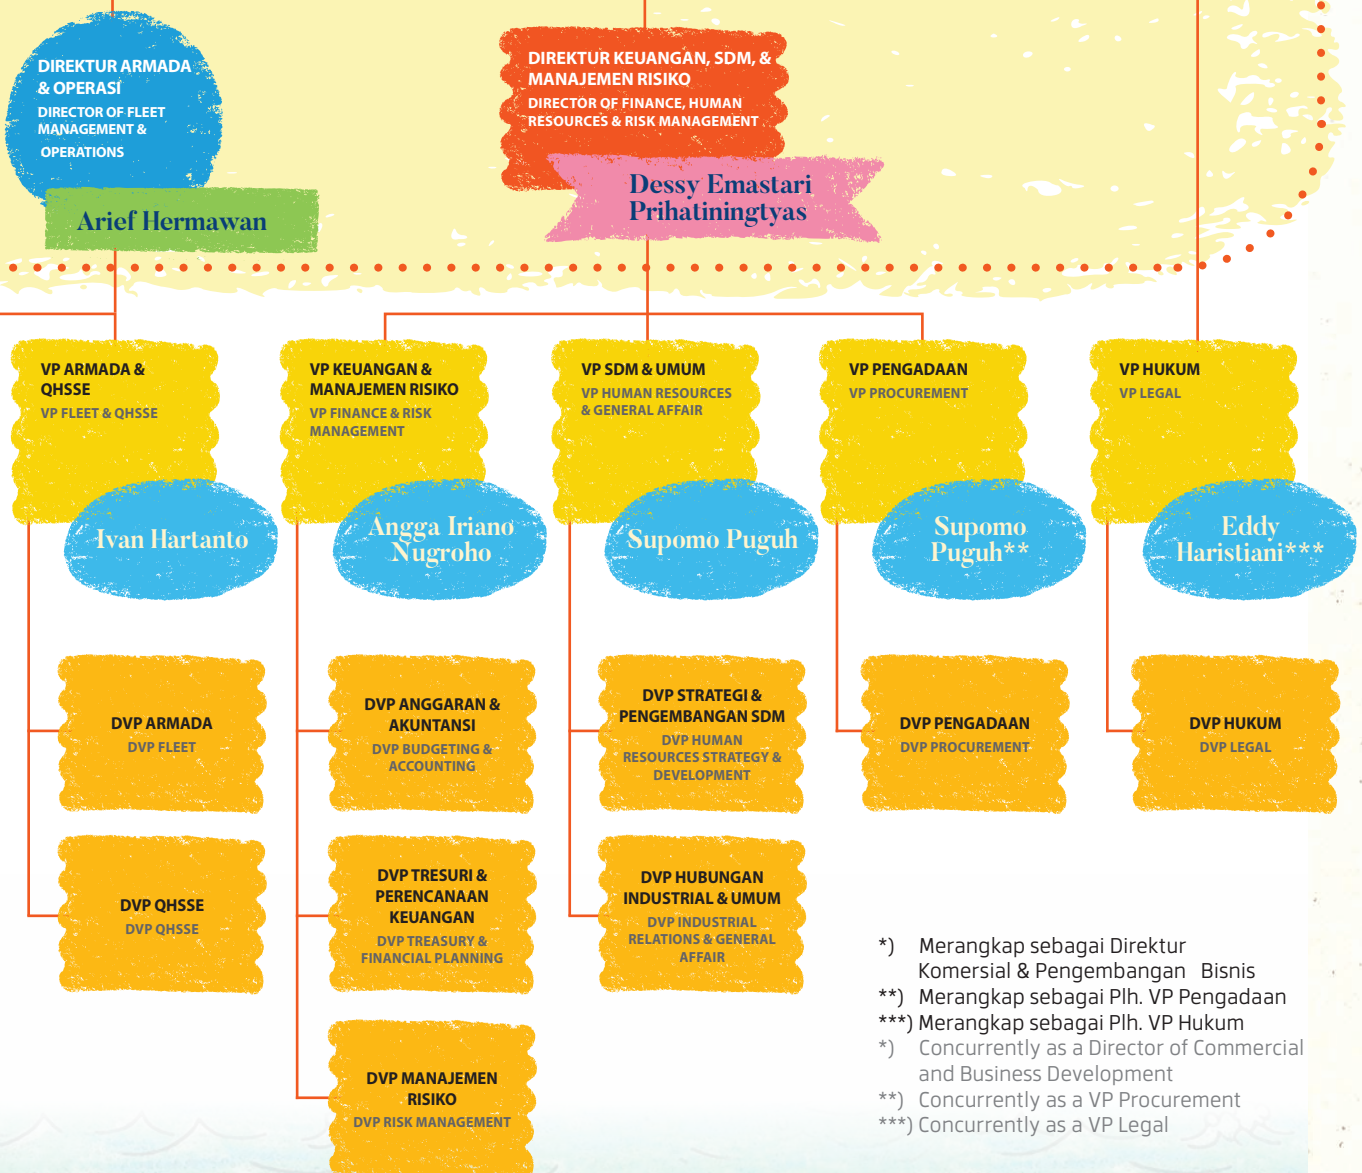 DIREKTUR ARMADA
& OPERASI
DIRECTOR OF FLEET
MANAGEMENT &
OPERATIONS
Arief Hermawan
DIREKTUR KEUANGAN, SDM, &
MANAJEMEN RISIKO
DIRECTOR OF FINANCE, HUMAN
RESOURCES & RISK MANAGEMENT
Dessy Emastari
Prihatiningtyas
VP ARMADA &
QHSSE
VP FLEET & QHSSE
Ivan Hartanto
VP KEUANGAN &
MANAJEMEN RISIKO
VP FINANCE & RISK
MANAGEMENT
Angga Iriano
Nugroho
VP SDM & UMUM
VP HUMAN RESOURCES
& GENERAL AFFAIR
Supomo Puguh
VP PENGADAAN
VP PROCUREMENT
Supomo
Puguh**
VP HUKUM
VP LEGAL
Eddy
Haristiani***
DVP ARMADA
DVP FLEET
DVP ANGGARAN &
AKUNTANSI
DVP BUDGETING &
ACCOUNTING
DVP STRATEGI &
PENGEMBANGAN SDM
DVP HUMAN
RESOURCES STRATEGY &
DEVELOPMENT
DVP PENGADAAN
DVP PROCUREMENT
DVP HUKUM
DVP LEGAL
DVP QHSSE
DVP QHSSE
DVP TRESURI &
PERENCANAAN
KEUANGAN
DVP TREASURY &
FINANCIAL PLANNING
DVP HUBUNGAN
INDUSTRIAL & UMUM
DVP INDUSTRIAL
RELATIONS & GENERAL
AFFAIR
DVP MANAJEMEN
RISIKO
DVP RISK MANAGEMENT
*) Merangkap sebagai Direktur
Komersial & Pengembangan Bisnis
**) Merangkap sebagai Plh. VP Pengadaan
***) Merangkap sebagai Plh. VP Hukum
*) Concurrently as a Director of Commercial
and Business Development
**) Concurrently as a VP Procurement
***) Concurrently as a VP Legal